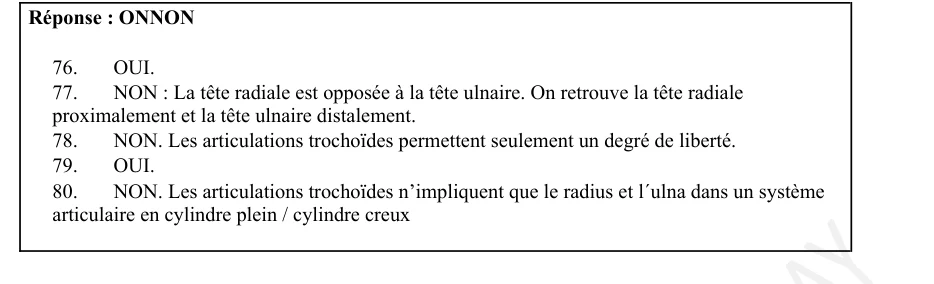 Réponse : ONNON
76. OUI.
77. NON : La tête radiale est opposée à la tête ulnaire. On retrouve la tête radiale
proximalement et la tête ulnaire distalement.
78. NON. Les articulations trochoïdes permettent seulement un degré de liberté.
79. OUI.
80. NON. Les articulations trochoïdes n’impliquent que le radius et l´ulna dans un système
articulaire en cylindre plein / cylindre creux